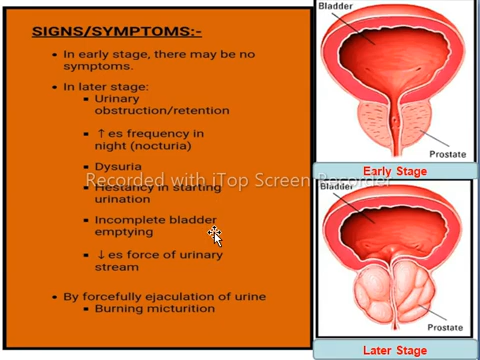 SIGNS/SYMPTOMS:-
In early stage, there may be no
symptoms.
In later stage:
Urinary
obstruction/retention
↑ es frequency in
night (nocturia)
Dysuria
Hestancy in starting
urination
Incomplete bladder
emptying
↓ es force of urinary
stream
By forcefully ejaculation of urine
Burning micturition
Bladder
Prostate
Early Stage
Bladder
Prostate
Later Stage
Recorded with iTop Screen Recorder